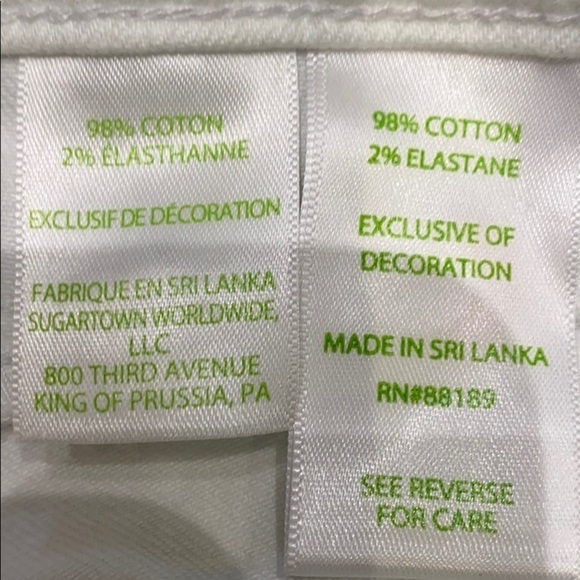 98% COTON
2% ÉLASTHANNE
EXCLUSIF DE DÉCORATION
FABRIQUE EN SRI LANKA
SUGARTOWN WORLDWIDE,
LLC
800 THIRD AVENUE
KING OF PRUSSIA, PA
98% COTTON
2% ELASTANE
EXCLUSIVE OF
DECORATION
MADE IN SRI LANKA
RN#88189
SEE REVERSE
FOR CARE